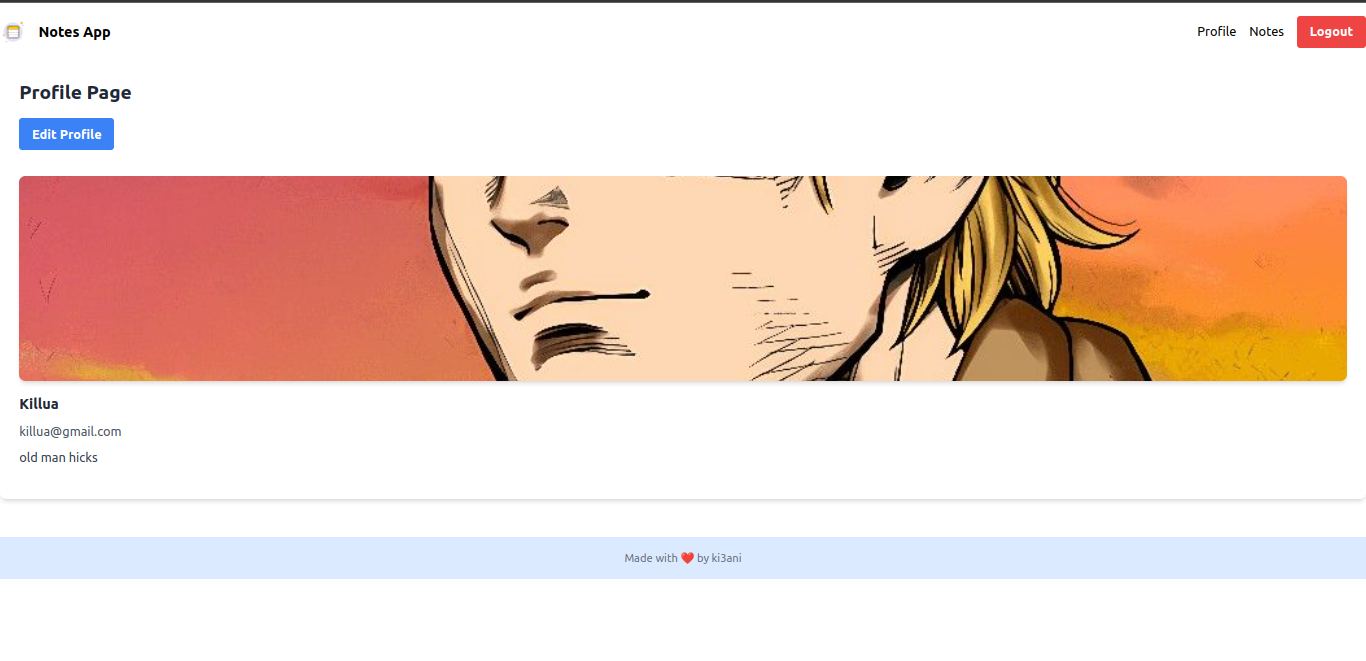 Notes App
Profile Notes Logout
Profile Page
Edit Profile
Killua
killua@gmail.com
old man hicks
Made with ❤️ by ki3ani